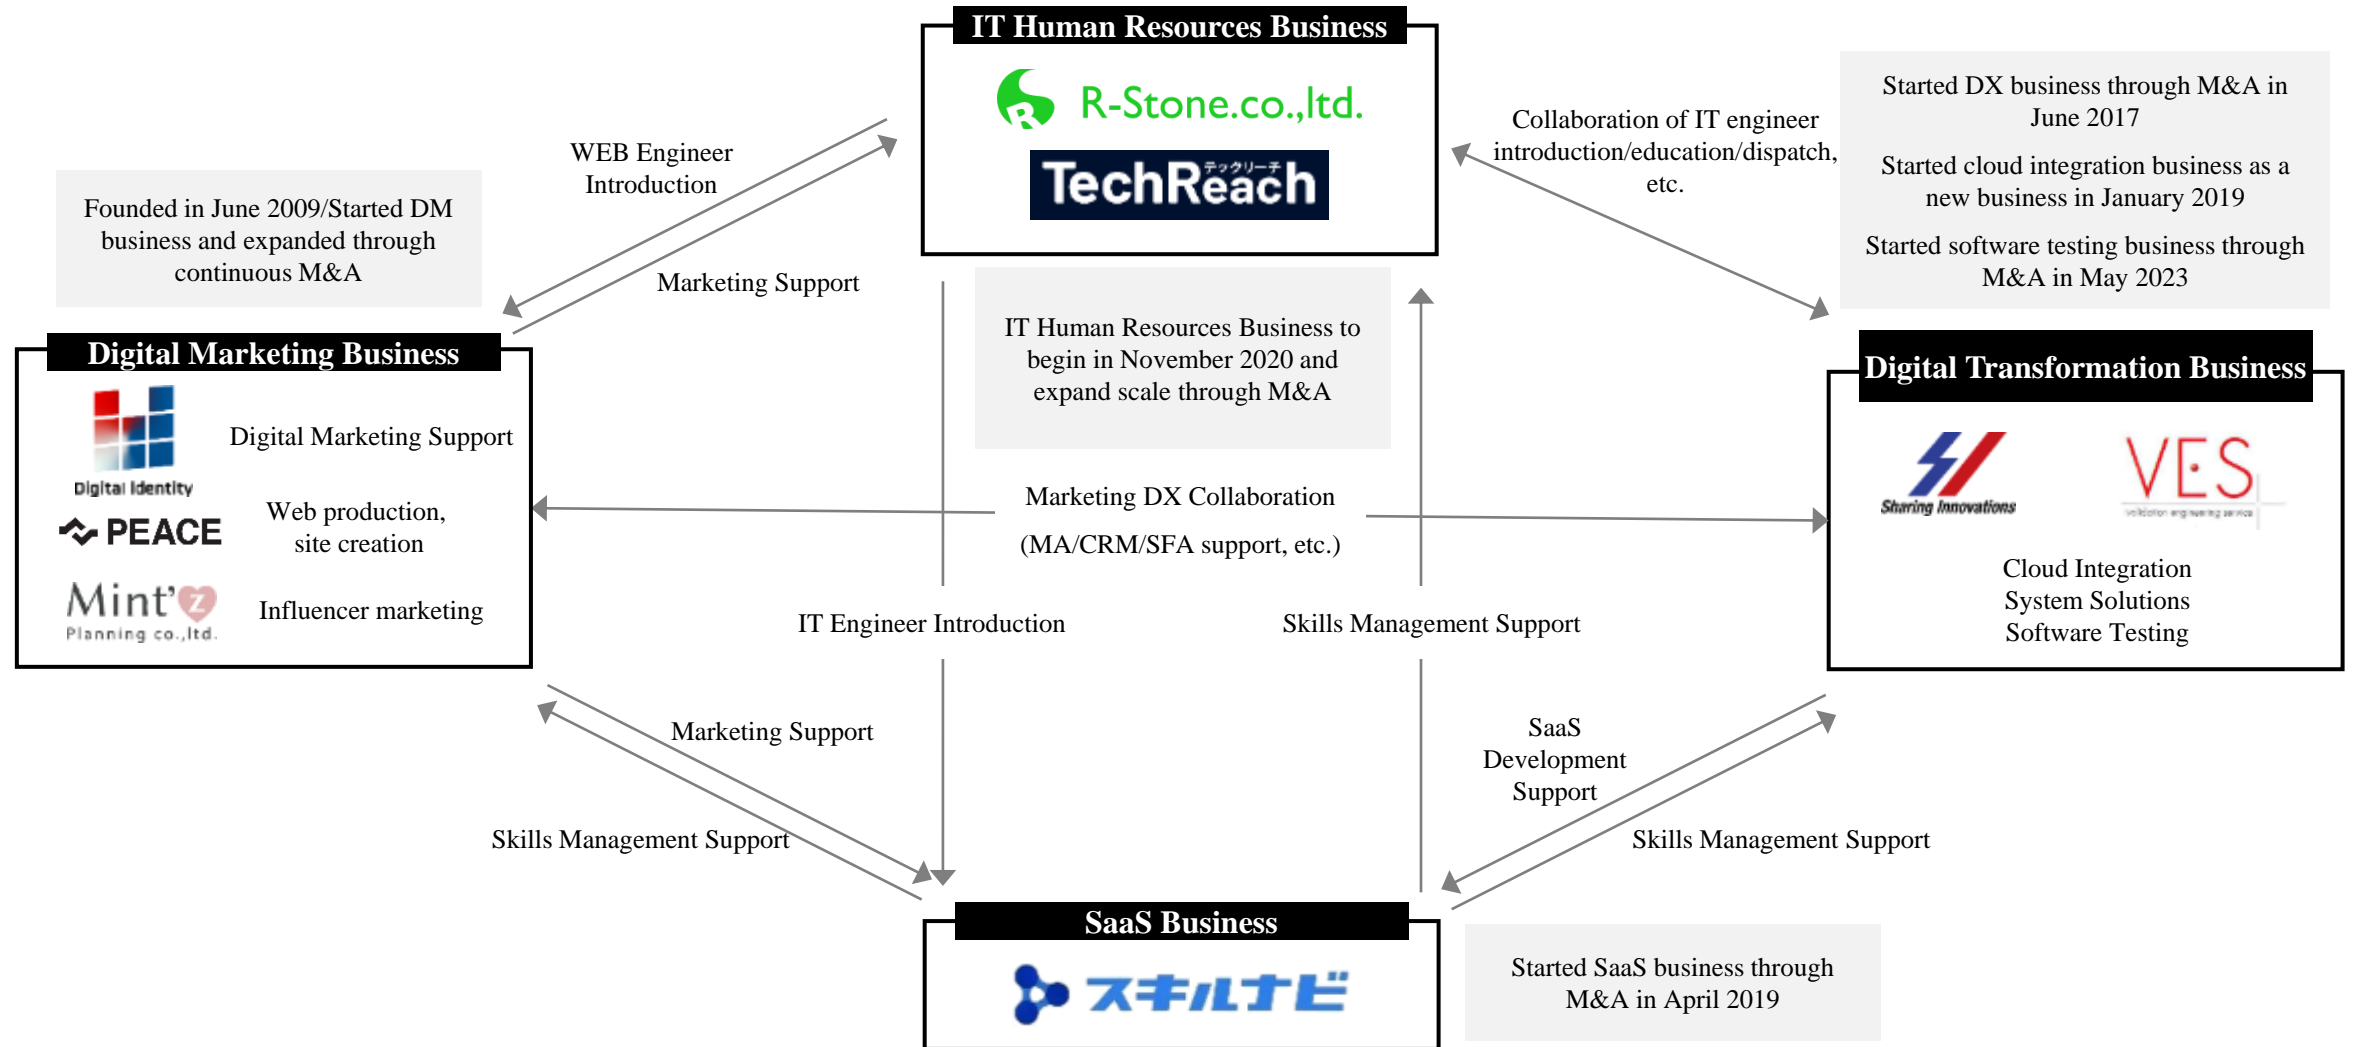 IT Human Resources Business
R-Stone.co.,ltd.
テックリーチ
TechReach
WEB Engineer
Introduction
Marketing Support
Collaboration of IT engineer
introduction/education/dispatch,
etc.
Started DX business through M&A in
June 2017
Started cloud integration business as a
new business in January 2019
Started software testing business through
M&A in May 2023
Founded in June 2009/Started DM
business and expanded through
continuous M&A
IT Human Resources Business to
begin in November 2020 and
expand scale through M&A
Digital Marketing Business
Digital Identity
Digital Marketing Support
PEACE
Web production,
site creation
Mint'z
Planning co.,ltd.
Influencer marketing
Marketing DX Collaboration
(MA/CRM/SFA support, etc.)
Digital Transformation Business
Sharing Innovations
VES
validation engineering service
Cloud Integration
System Solutions
Software Testing
IT Engineer Introduction
Skills Management Support
Marketing Support
Skills Management Support
SaaS
Development
Support
Skills Management Support
SaaS Business
スキルナビ
Started SaaS business through
M&A in April 2019